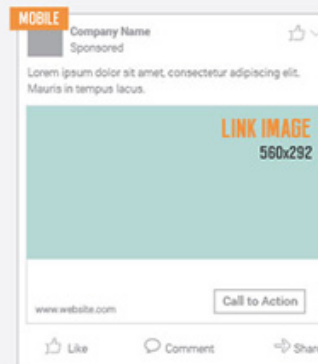 MOBILE
Company Name
Sponsored
Lorem ipsum dolor sit amet, consectetur adipiscing elit.
Mauris in tempus lacus.
LINK IMAGE
560x292
www.website.com
Call to Action
Like
Comment
Shar